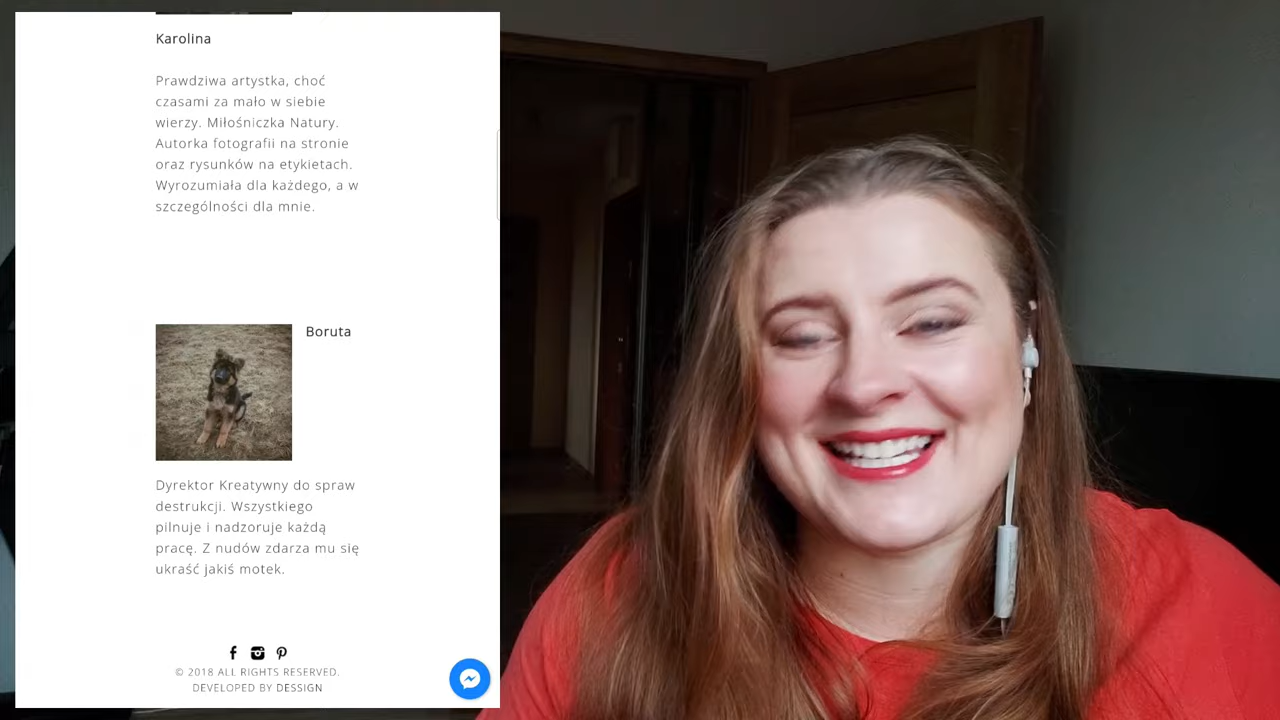 Karolina
Prawdziwa artystka, choć
czasami za mało w siebie
wierzy. Miłośniczka Natury.
Autorka fotografii na stronie
oraz rysunków na etykietach.
Wyrozumiała dla każdego, a w
szczególności dla mnie.
Boruta
Dyrektor Kreatywny do spraw
destrukcji. Wszystkiego
pilnuje i nadzoruje każdą
pracę. Z nudów zdarza mu się
ukraść jakiś motek.
© 2018 ALL RIGHTS RESERVED.
DEVELOPED BY DESSIGN